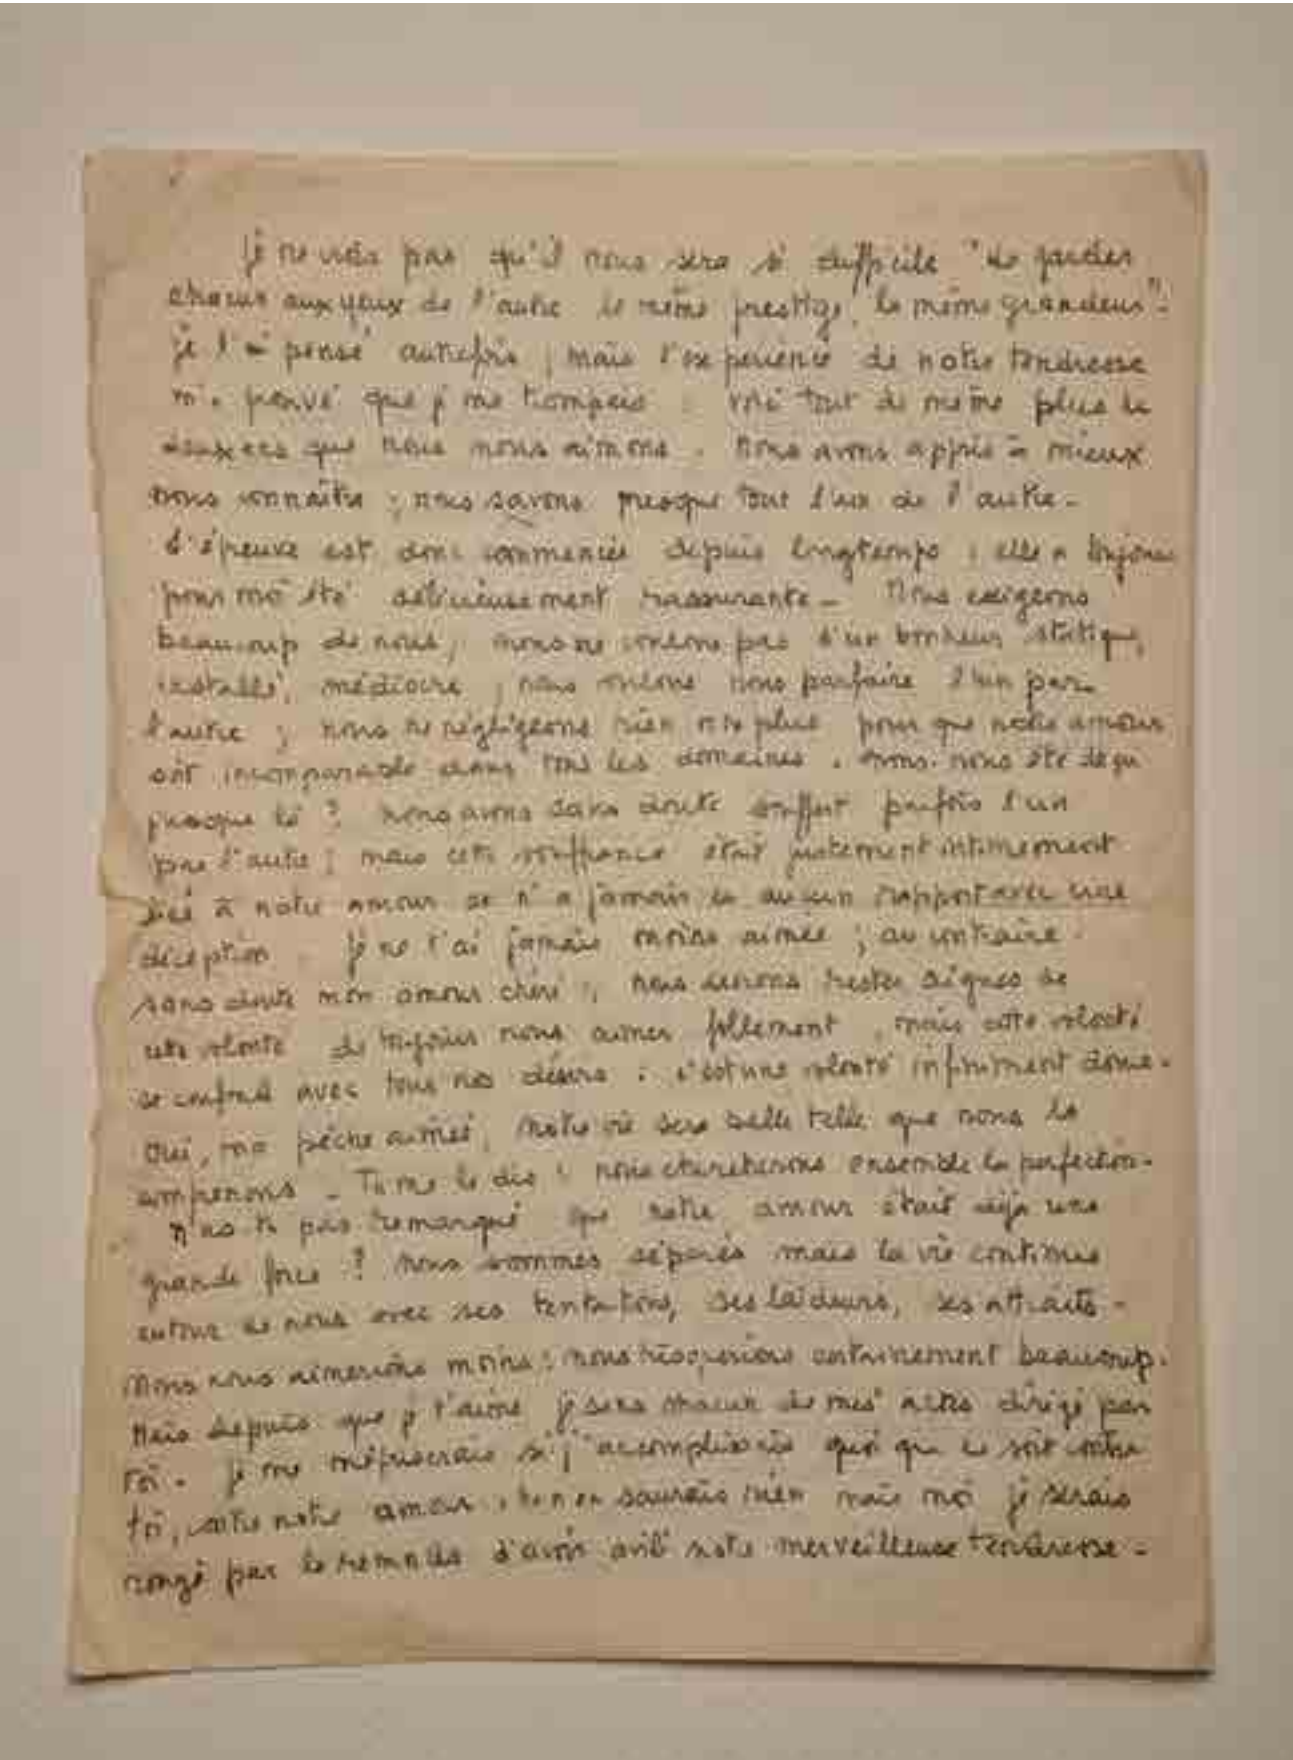 Je ne crois pas qu'il nous sera si difficile "de garder
chacun aux yeux de l'autre le même prestige, la même grandeur".
je l'ai pensé autrefois ; mais l'expérience de notre tendresse
m'a prouvé que je me trompais : voici tout de même plus de
deux ans que nous nous aimons. Nous avons appris à mieux
nous connaître ; nous savons presque tout l'un de l'autre.
L'épreuve est donc commencée depuis longtemps ; elle a toujours
pour moi été délicieusement rassurante. Nous exigeons
beaucoup de nous ; nous ne voulons pas d'un bonheur statique,
installé, médiocre ; nous voulons nous parfaire l'un par
l'autre ; nous ne négligeons rien non plus pour que notre amour
soit incomparable dans tous les domaines. Avons-nous été déçus
jusque là ? Nous avons sans doute souffert parfois l'un
par l'autre ; mais cette souffrance était justement intimement
liée à notre amour et n'a jamais eu aucun rapport avec une
déception. Je ne t'ai jamais moins aimée ; au contraire.
sans doute mon amour chéri, nous devrons rester dignes de
cette volonté de toujours nous aimer follement, mais cette volonté
se confond avec tous nos désirs : c'est une volonté infiniment douce.
Oui, ma pêche aimée, notre vie sera belle telle que nous la
comprenons. Tu me le dis : nous chercherons ensemble la perfection.
N'as-tu pas remarqué que notre amour était déjà une
grande force ? Nous sommes séparés mais la vie continue
autour de nous avec ses tentations, ses laideurs, ses attraits.
Nous nous aimerions moins : nous risquerions certainement beaucoup.
Mais depuis que je t'aime je sens chacun de mes actes dirigé par
toi. Je me mépriserais si j'accomplissais quoi que ce soit contre
toi, contre notre amour ; tu n'en saurais rien mais moi je serais
rongé par le remords d'avoir avili notre merveilleuse tendresse.